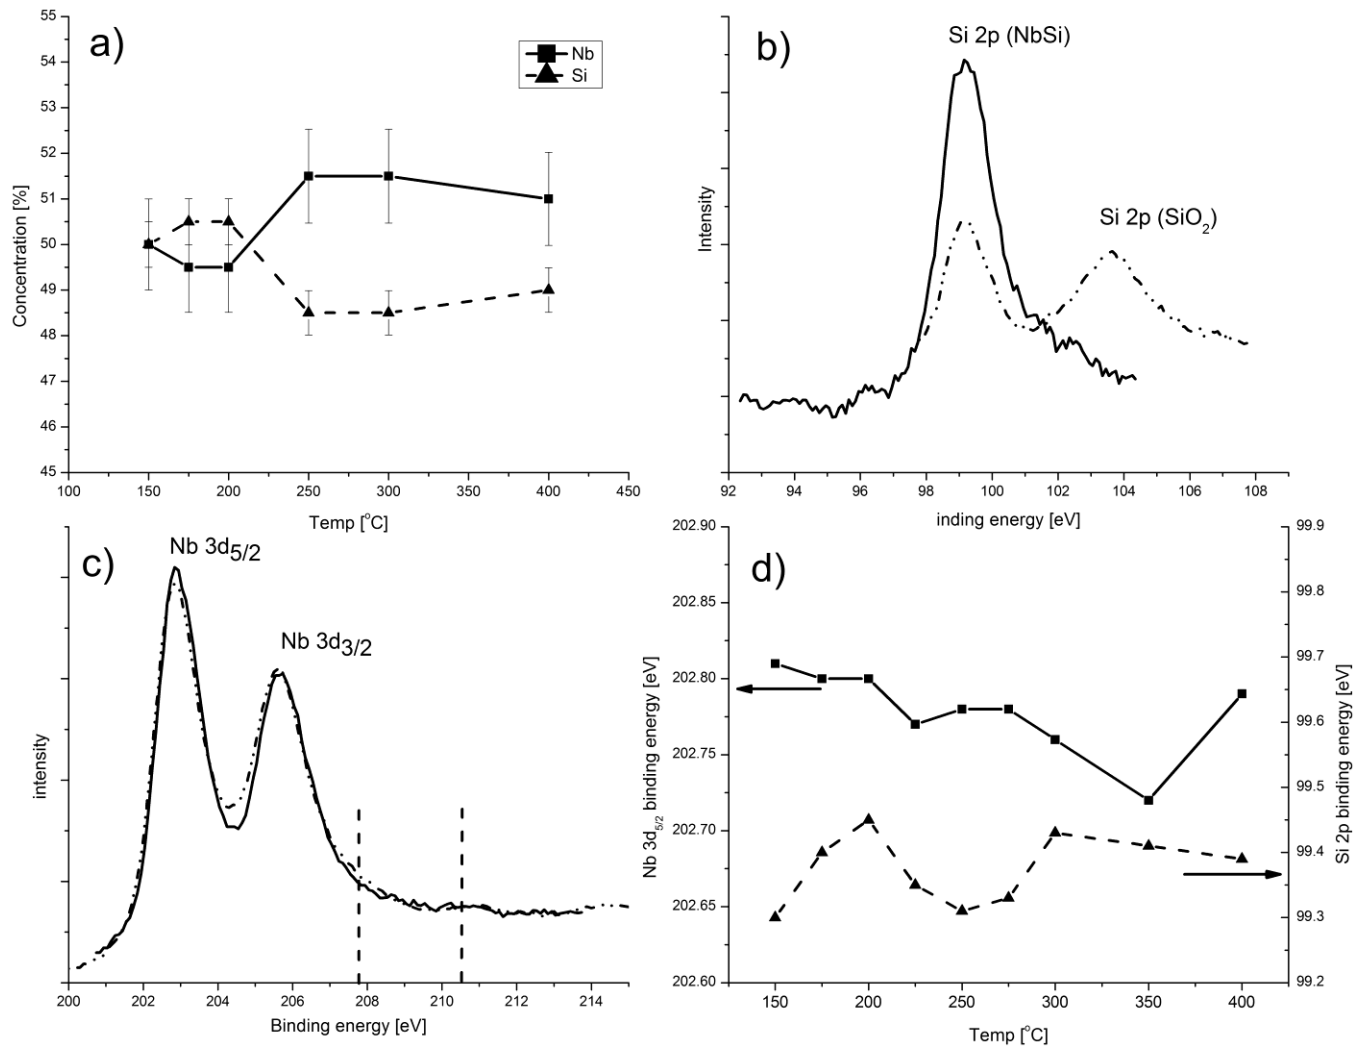 a)
Nb
Si
55
54
53
52
51
50
49
48
47
46
45
Concentration [%]
100 150 200 250 300 350 400 450
Temp [°C]
b)
Si 2p (NbSi)
Si 2p (SiO₂)
Intensity
92 94 96 98 100 102 104 106 108
inding energy [eV]
c)
Nb 3d5/2
Nb 3d3/2
intensity
200 202 204 206 208 210 212 214
Binding energy [eV]
d)
202.90
202.85
202.80
202.75
202.70
202.65
202.60
Nb 3d5/2 binding energy [eV]
99.9
99.8
99.7
99.6
99.5
99.4
99.3
99.2
Si 2p binding energy [eV]
150 200 250 300 350 400
Temp [°C]